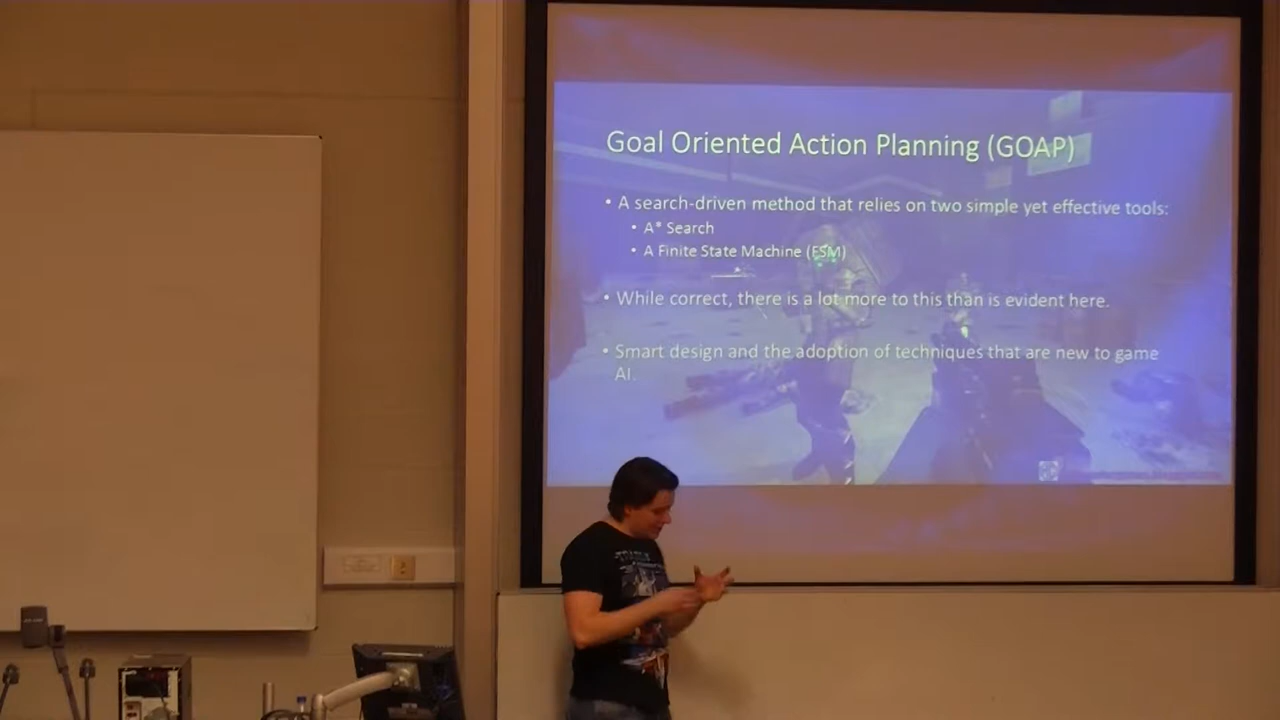 Goal Oriented Action Planning (GOAP)
• A search-driven method that relies on two simple yet effective tools:
• A* Search
• A Finite State Machine (FSM)
• While correct, there is a lot more to this than is evident here.
• Smart design and the adoption of techniques that are new to game
AI.